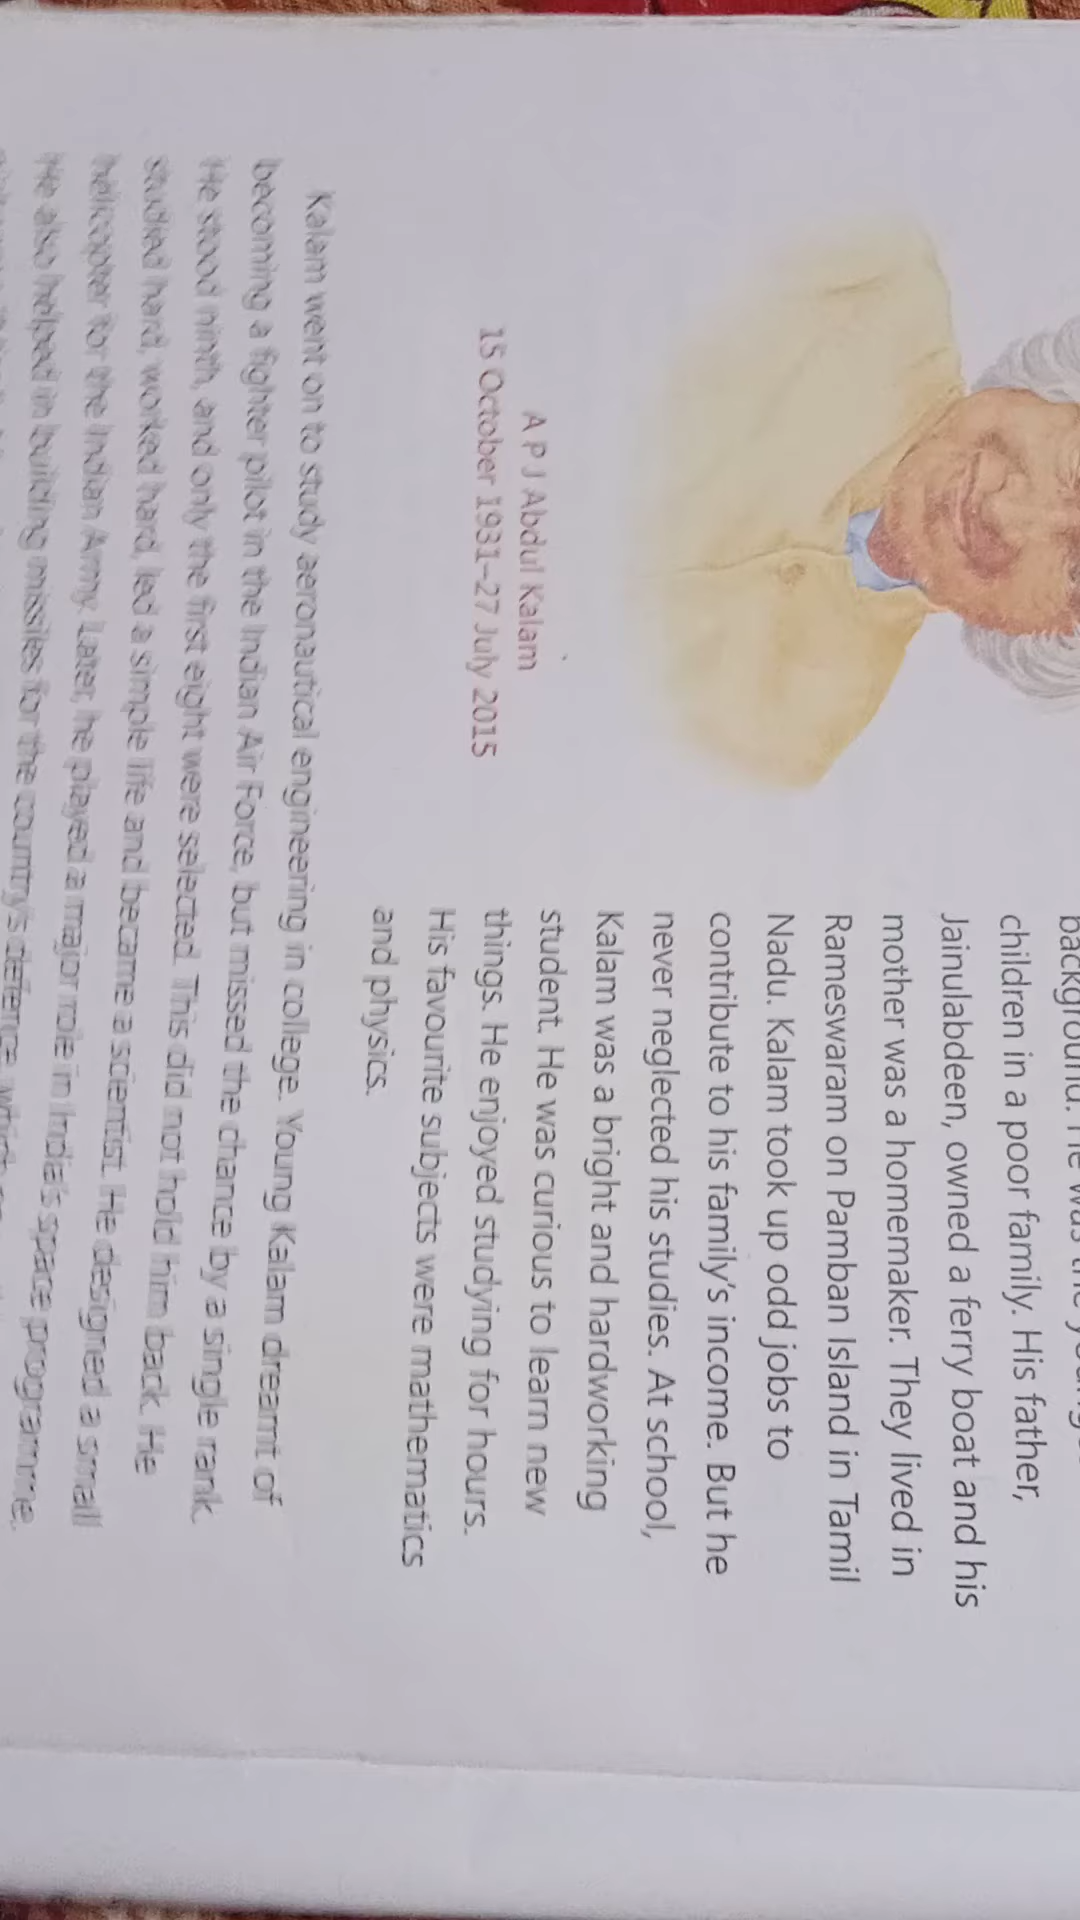 background. He was the
children in a poor family. His father,
Jainulabdeen, owned a ferry boat and his
mother was a homemaker. They lived in
Rameswaram on Pamban Island in Tamil
Nadu. Kalam took up odd jobs to
contribute to his family's income. But he
never neglected his studies. At school,
Kalam was a bright and hardworking
student. He was curious to learn new
things. He enjoyed studying for hours.
His favourite subjects were mathematics
and physics.
A P J Abdul Kalam
15 October 1931–27 July 2015
Kalam went on to study aeronautical engineering in college. Young Kalam dreamt of
becoming a fighter pilot in the Indian Air Force, but missed the chance by a single rank.
He stood ninth, and only the first eight were selected. This did not hold him back. He
studied hard, worked hard, led a simple life and became a scientist. He designed a small
helicopter for the Indian Army. Later, he played a major role in India's space programme.
He also helped in building missiles for the country's defence, which